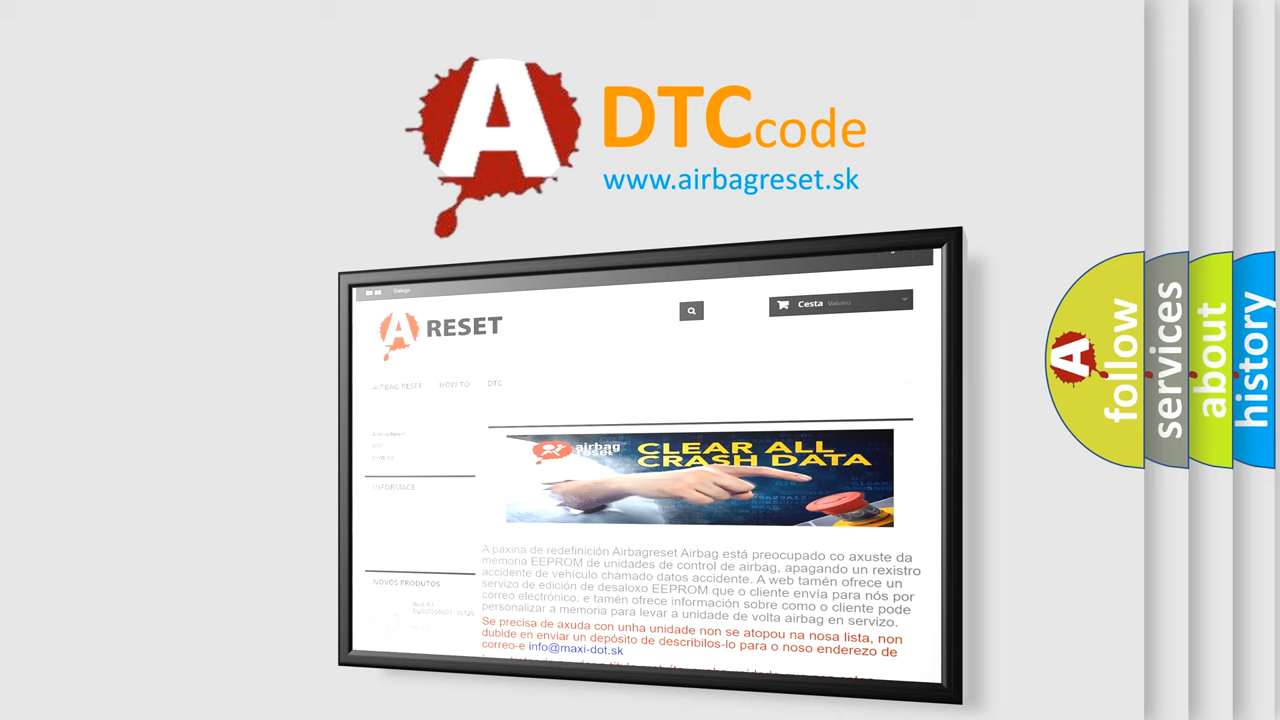 A DTCcode
www.airbagreset.sk
Galego
A RESET
Cesta Valoiro
AIRBAG RESET HOW TO DTC
INFORMACE
airbag
reset
CLEAR ALL
CRASH DATA
A páxina de redefinición Airbagreset Airbag está preocupado co axuste da
memoria EEPROM de unidades de control de airbag, apagando un rexistro
accidente de vehículo chamado datos accidente. A web tamén ofrece un
servizo de edición de desaloxo EEPROM que o cliente envía para nós por
correo electrónico, e tamén ofrece información sobre como o cliente pode
personalizar a memoria para levar a unidade de volta airbag en servizo.
Se precisa de axuda con unha unidade non se atopou na nosa lista, non
dubide en enviar un depósito de describilos-lo para o noso enderezo de
correo-e info@maxi-dot.sk
NOVOS PRODUTOS
A follow
services
about
history